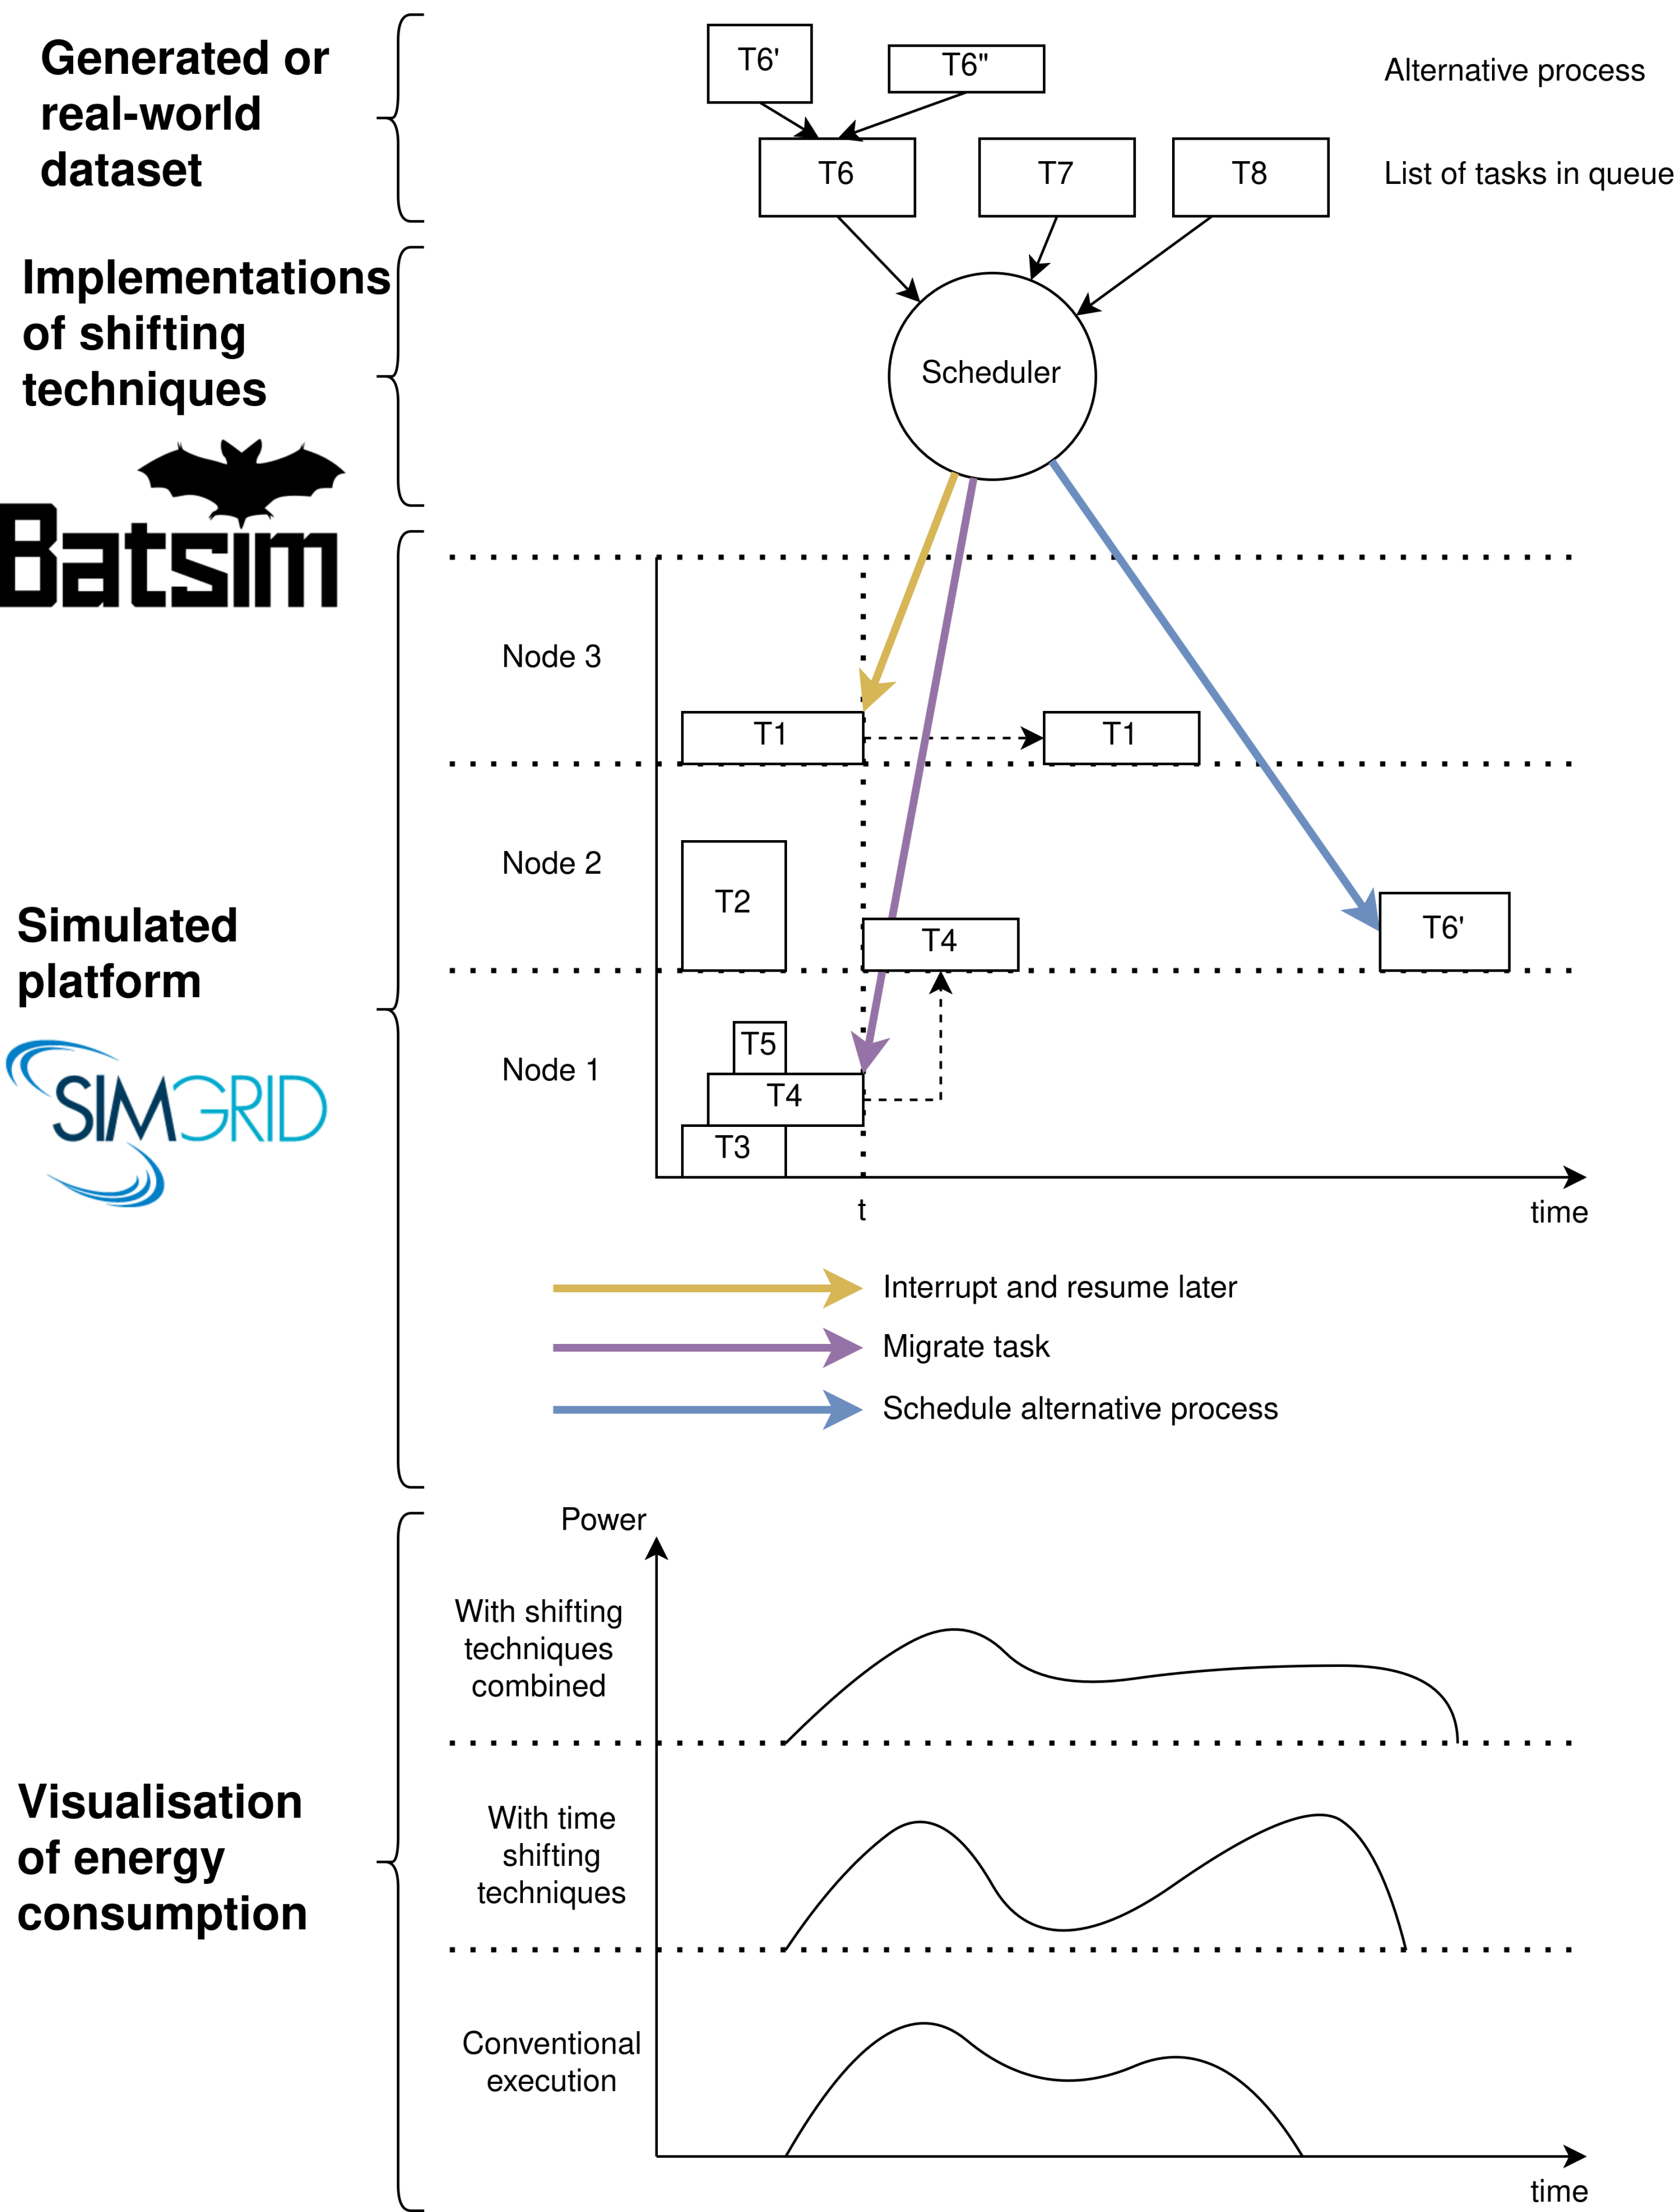 Generated or
real-world
dataset
T6'
T6"
Alternative process
T6
T7
T8
List of tasks in queue
Implementations
of shifting
techniques
Scheduler
Batsim
Node 3
T1
T1
Node 2
T2
T4
T6'
Simulated
platform
SIMGRID
Node 1
T5
T4
T3
t
time
Interrupt and resume later
Migrate task
Schedule alternative process
Power
With shifting
techniques
combined
Visualisation
of energy
consumption
With time
shifting
techniques
Conventional
execution
time